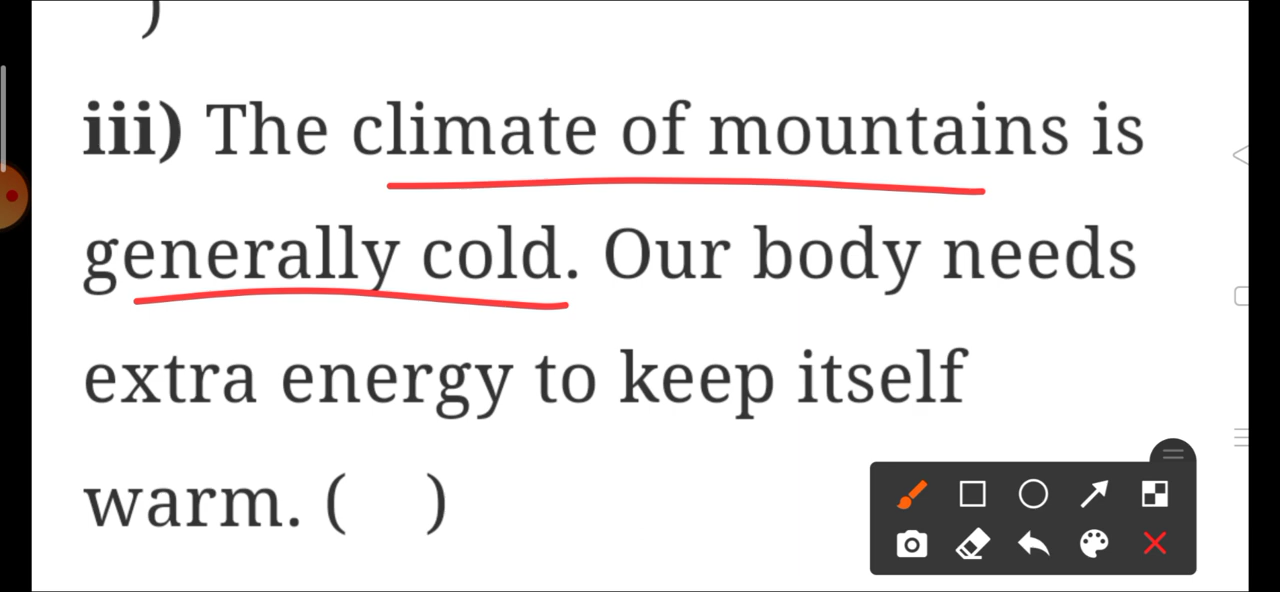 )
iii) The climate of mountains is
generally cold. Our body needs
extra energy to keep itself
warm. ( )